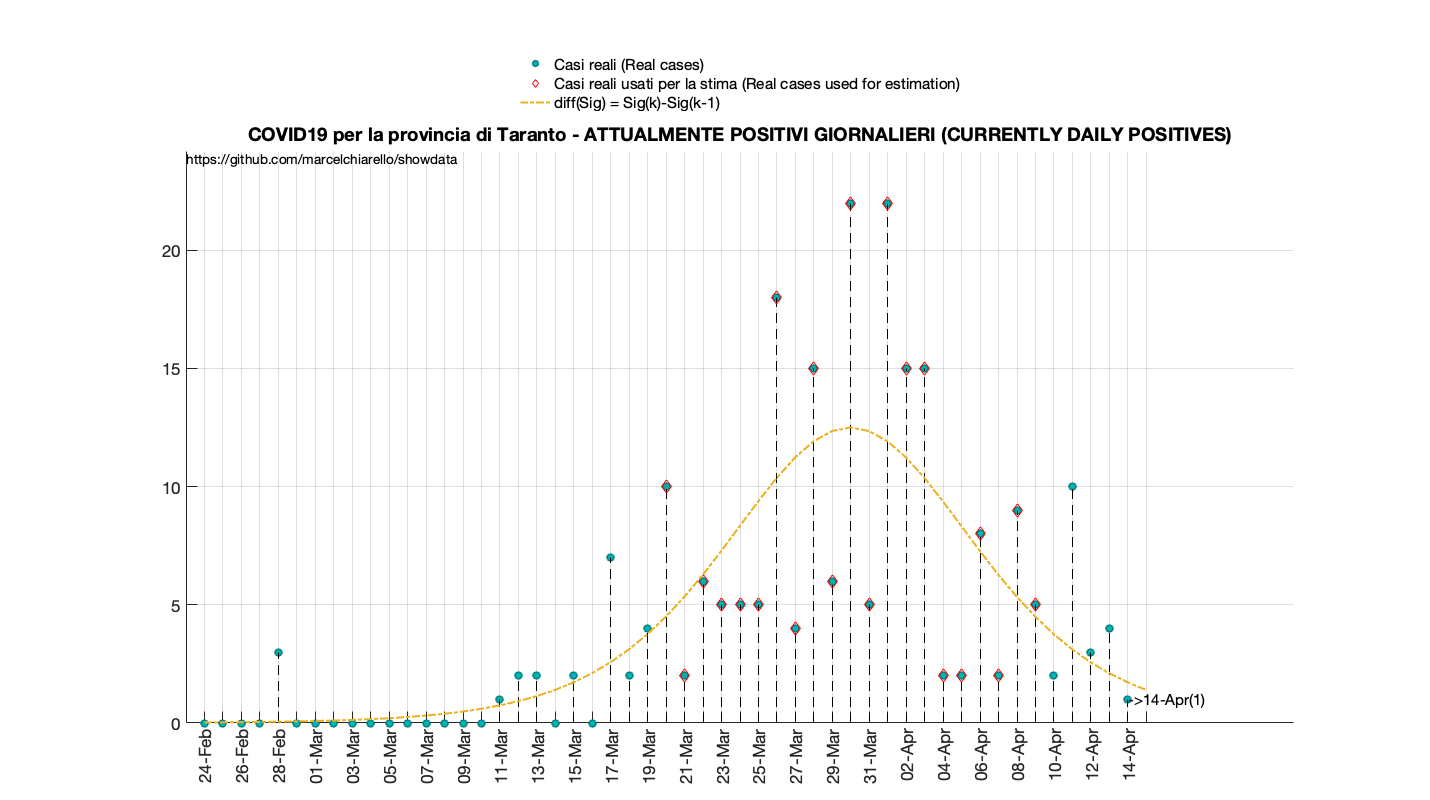 Casi reali (Real cases)
Casi reali usati per la stima (Real cases used for estimation)
diff(Sig) = Sig(k)-Sig(k-1)
COVID19 per la provincia di Taranto - ATTUALMENTE POSITIVI GIORNALIERI (CURRENTLY DAILY POSITIVES)
https://github.com/marcelchiarello/showdata
20
15
10
5
0
>14-Apr(1)
24-Feb
26-Feb
28-Feb
01-Mar
03-Mar
05-Mar
07-Mar
09-Mar
11-Mar
13-Mar
15-Mar
17-Mar
19-Mar
21-Mar
23-Mar
25-Mar
27-Mar
29-Mar
31-Mar
02-Apr
04-Apr
06-Apr
08-Apr
10-Apr
12-Apr
14-Apr